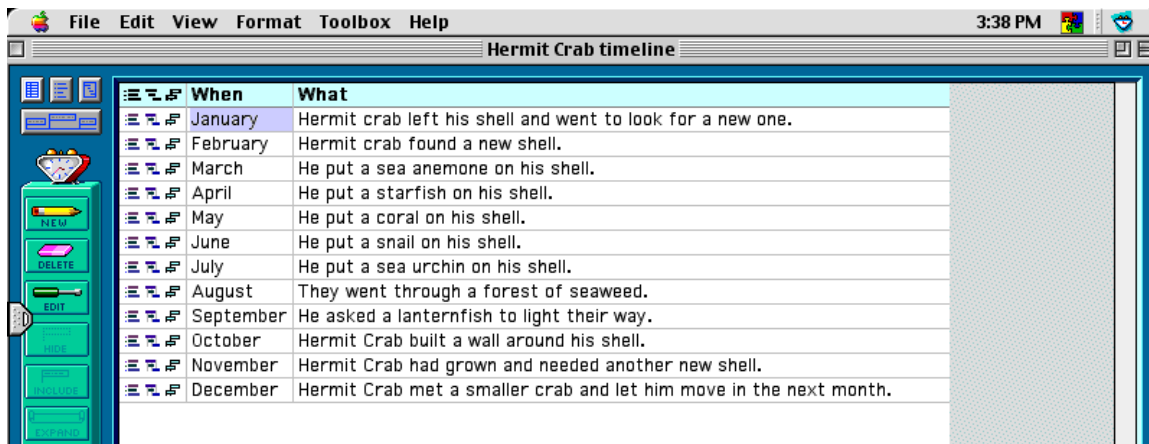 File Edit View Format Toolbox Help 3:38 PM
Hermit Crab timeline
When What
January Hermit crab left his shell and went to look for a new one.
February Hermit crab found a new shell.
March He put a sea anemone on his shell.
April He put a starfish on his shell.
May He put a coral on his shell.
June He put a snail on his shell.
July He put a sea urchin on his shell.
August They went through a forest of seaweed.
September He asked a lanternfish to light their way.
October Hermit Crab built a wall around his shell.
November Hermit Crab had grown and needed another new shell.
December Hermit Crab met a smaller crab and let him move in the next month.
NEW
DELETE
EDIT
HIDE
INCLUDE
EXPAND